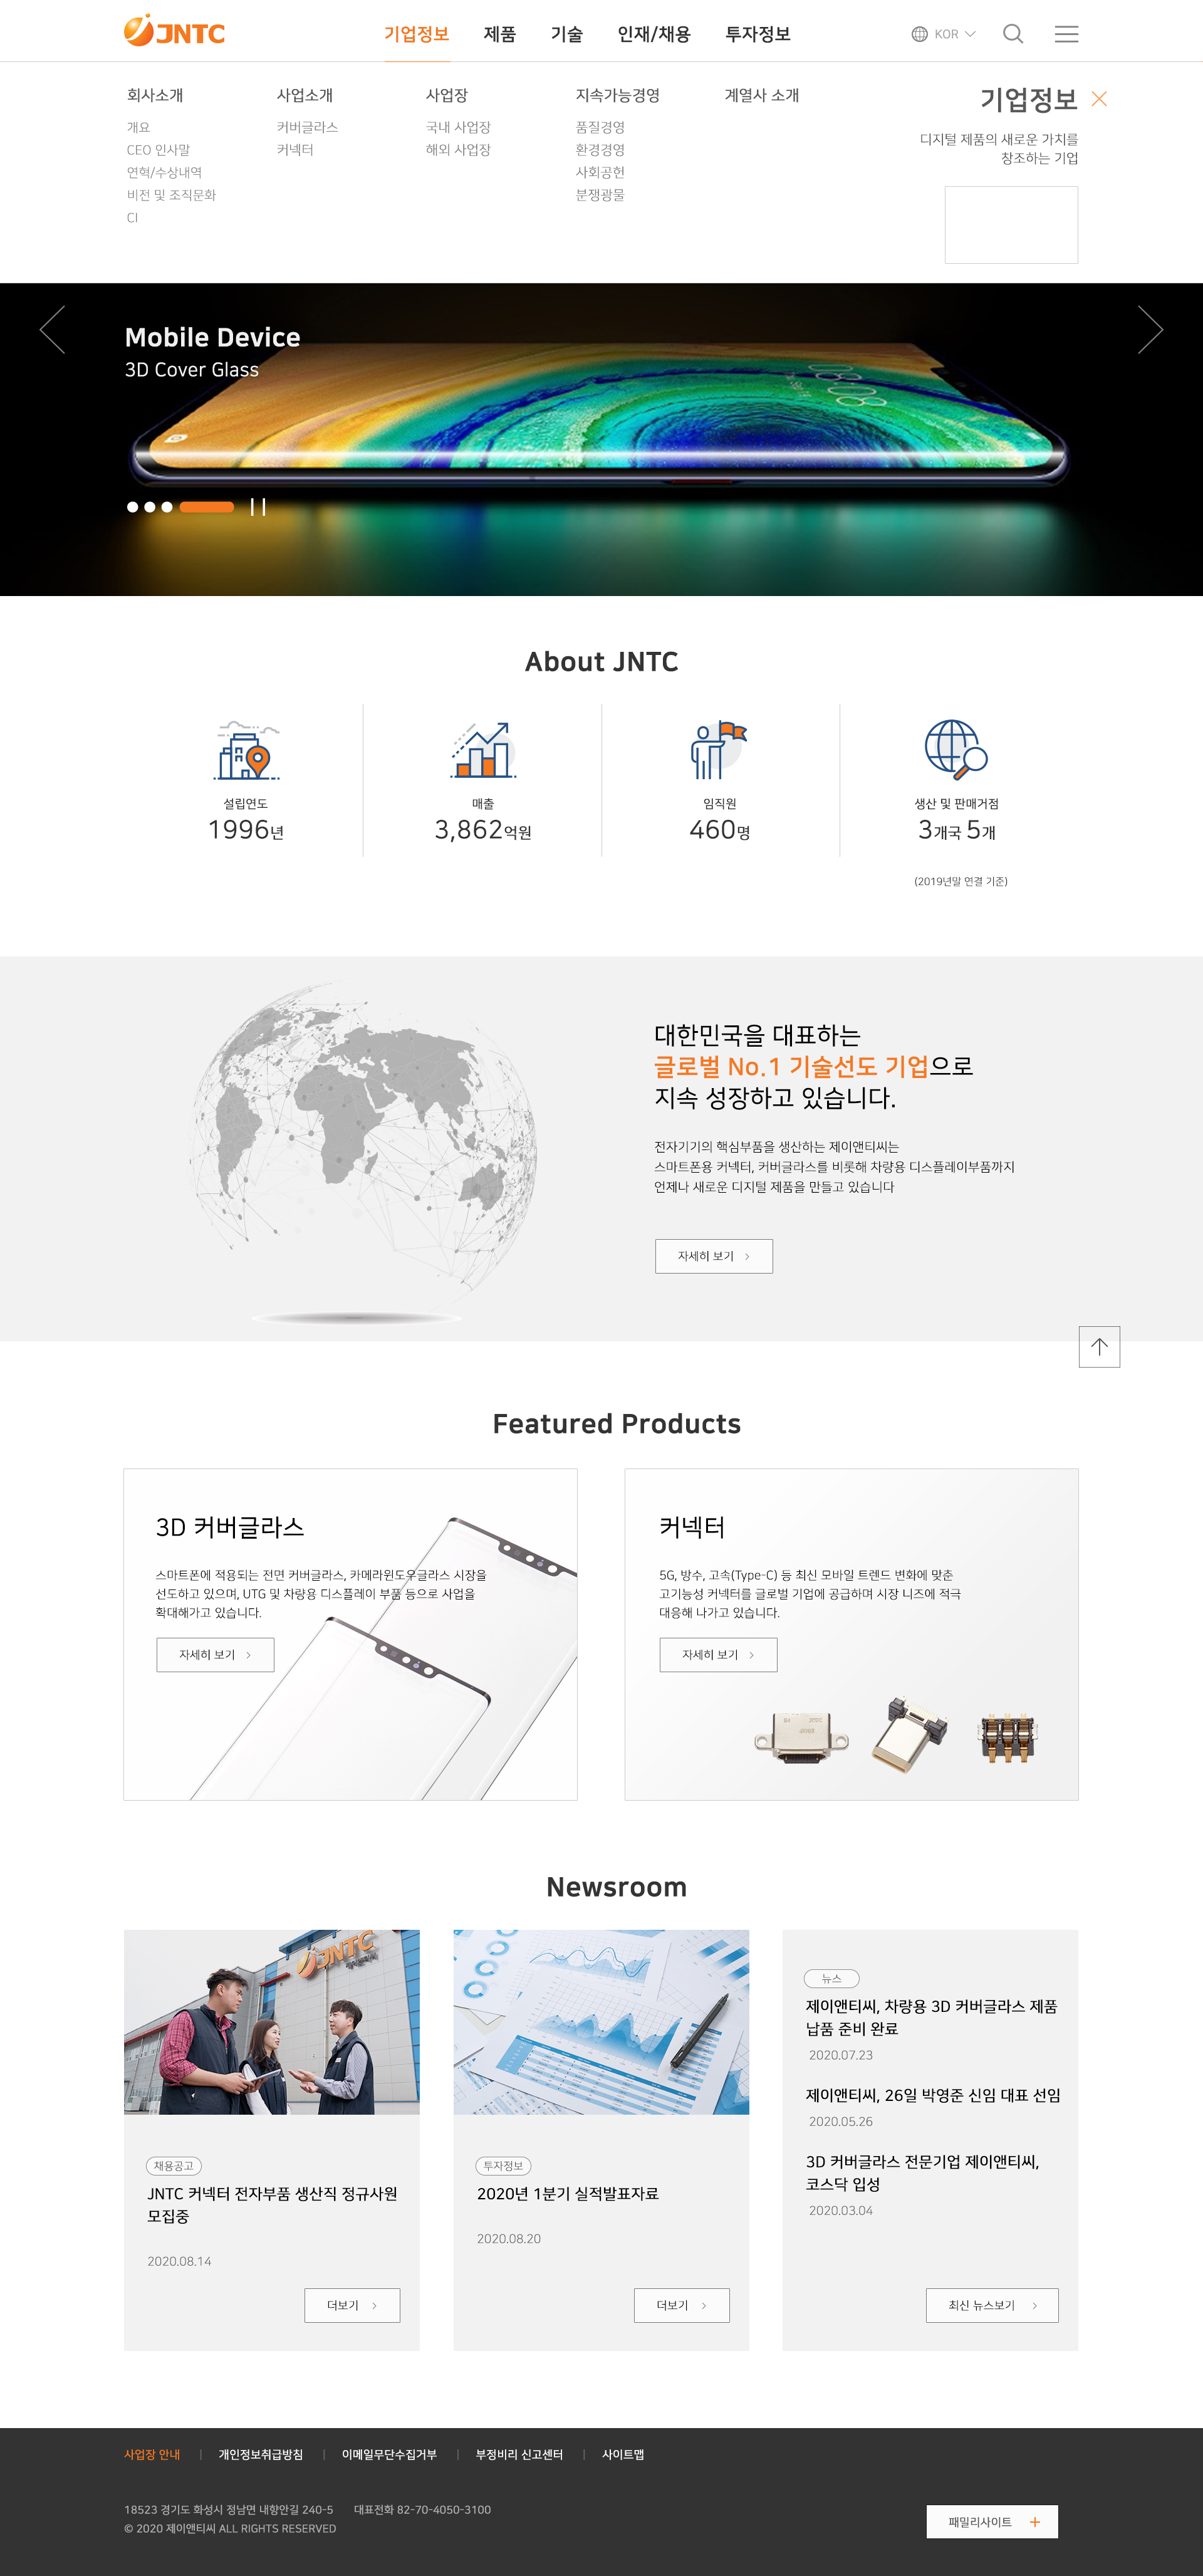 JNTC
기업정보 제품 기술 인재/채용 투자정보
KOR
회사소개
개요
CEO 인사말
연혁/수상내역
비전 및 조직문화
CI
사업소개
커버글라스
커넥터
사업장
국내 사업장
해외 사업장
지속가능경영
품질경영
환경경영
사회공헌
분쟁광물
계열사 소개
기업정보
디지털 제품의 새로운 가치를
창조하는 기업
Mobile Device
3D Cover Glass
08:08
About JNTC
설립연도
1996년
매출
3,862억원
임직원
460명
생산 및 판매거점
3개국 5개
(2019년말 연결 기준)
대한민국을 대표하는
글로벌 No.1 기술선도 기업으로
지속 성장하고 있습니다.
전자기기의 핵심부품을 생산하는 제이앤티씨는
스마트폰용 커넥터, 커버글라스를 비롯해 차량용 디스플레이부품까지
언제나 새로운 디지털 제품을 만들고 있습니다
자세히 보기
Featured Products
3D 커버글라스
스마트폰에 적용되는 전면 커버글라스, 카메라윈도우글라스 시장을
선도하고 있으며, UTG 및 차량용 디스플레이 부품 등으로 사업을
확대해가고 있습니다.
자세히 보기
커넥터
5G, 방수, 고속(Type-C) 등 최신 모바일 트렌드 변화에 맞춘
고기능성 커넥터를 글로벌 기업에 공급하며 시장 니즈에 적극
대응해 나가고 있습니다.
자세히 보기
JNTC
Newsroom
JNTC
채용공고
JNTC 커넥터 전자부품 생산직 정규사원
모집중
2020.08.14
더보기
투자정보
2020년 1분기 실적발표자료
2020.08.20
더보기
뉴스
제이앤티씨, 차량용 3D 커버글라스 제품
납품 준비 완료
2020.07.23
제이앤티씨, 26일 박영준 신임 대표 선임
2020.05.26
3D 커버글라스 전문기업 제이앤티씨,
코스닥 입성
2020.03.04
최신 뉴스보기
사업장 안내 | 개인정보취급방침 | 이메일무단수집거부 | 부정비리 신고센터 | 사이트맵
18523 경기도 화성시 정남면 내향안길 240-5 대표전화 82-70-4050-3100
© 2020 제이앤티씨 ALL RIGHTS RESERVED
패밀리사이트